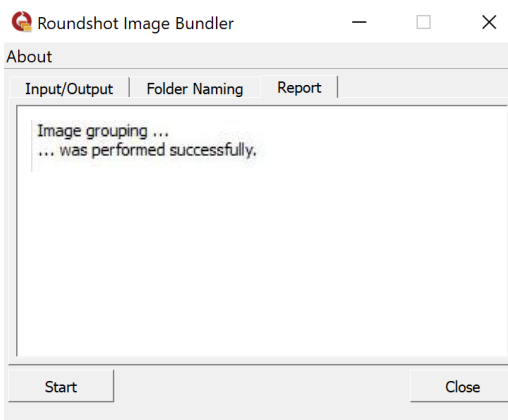 Roundshot Image Bundler
About
Input/Output
Folder Naming
Report
Image grouping ...
... was performed successfully.
Start
Close